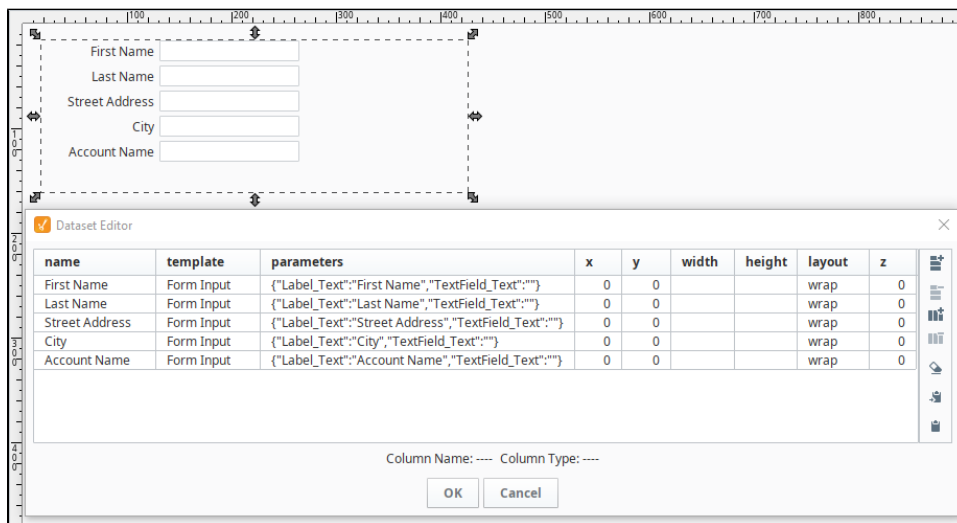 100 200 300 400 500 600 700 800
First Name
Last Name
Street Address
City
Account Name
100
200
300
400
Dataset Editor
name template parameters x y width height layout z
First Name Form Input {"Label_Text":"First Name","TextField_Text":""} 0 0 wrap 0
Last Name Form Input {"Label_Text":"Last Name","TextField_Text":""} 0 0 wrap 0
Street Address Form Input {"Label_Text":"Street Address","TextField_Text":""} 0 0 wrap 0
City Form Input {"Label_Text":"City","TextField_Text":""} 0 0 wrap 0
Account Name Form Input {"Label_Text":"Account Name","TextField_Text":""} 0 0 wrap 0
Column Name: ---- Column Type: ----
OK Cancel